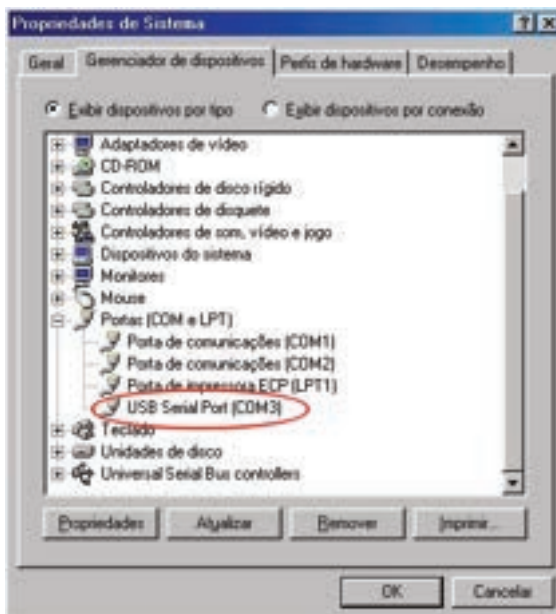 Propriedades de Sistema
Geral Gerenciador de dispositivos Perfis de hardware Desempenho
Exibir dispositivos por tipo Exibir dispositivos por conexão
Adaptadores de vídeo
CD-ROM
Controladores de disco rígido
Controladores de disquete
Controladores de som, vídeo e jogo
Dispositivos do sistema
Monitores
Mouse
Portas (COM e LPT)
Porta de comunicações (COM1)
Porta de comunicações (COM2)
Porta de impressora ECP (LPT1)
USB Serial Port (COM3)
Teclado
Unidades de disco
Universal Serial Bus controllers
Propriedades Atualizar Remover Imprimir...
OK Cancelar